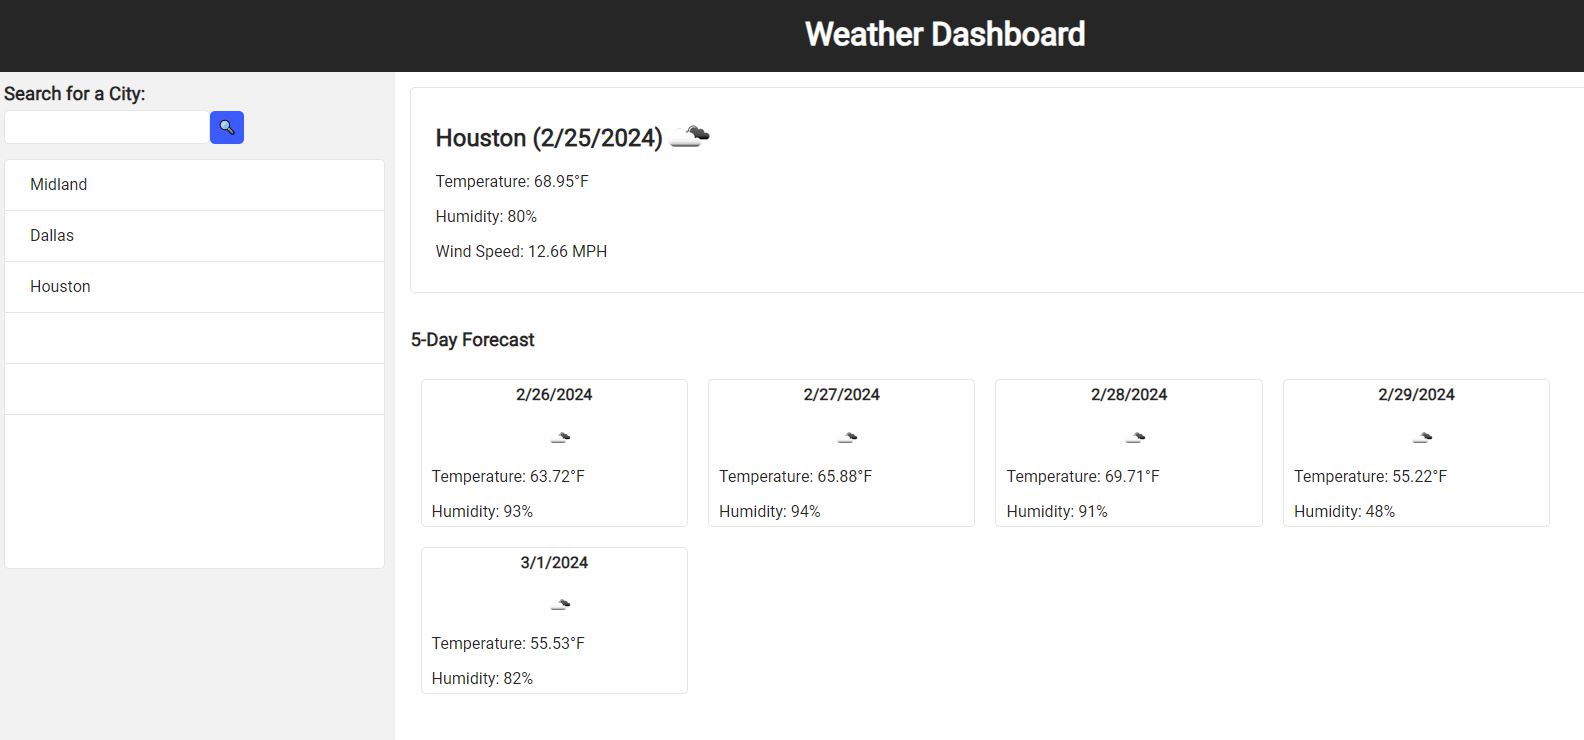 Weather Dashboard
Search for a City:
Midland
Dallas
Houston
Houston (2/25/2024)
Temperature: 68.95°F
Humidity: 80%
Wind Speed: 12.66 MPH
5-Day Forecast
2/26/2024
Temperature: 63.72°F
Humidity: 93%
2/27/2024
Temperature: 65.88°F
Humidity: 94%
2/28/2024
Temperature: 69.71°F
Humidity: 91%
2/29/2024
Temperature: 55.22°F
Humidity: 48%
3/1/2024
Temperature: 55.53°F
Humidity: 82%